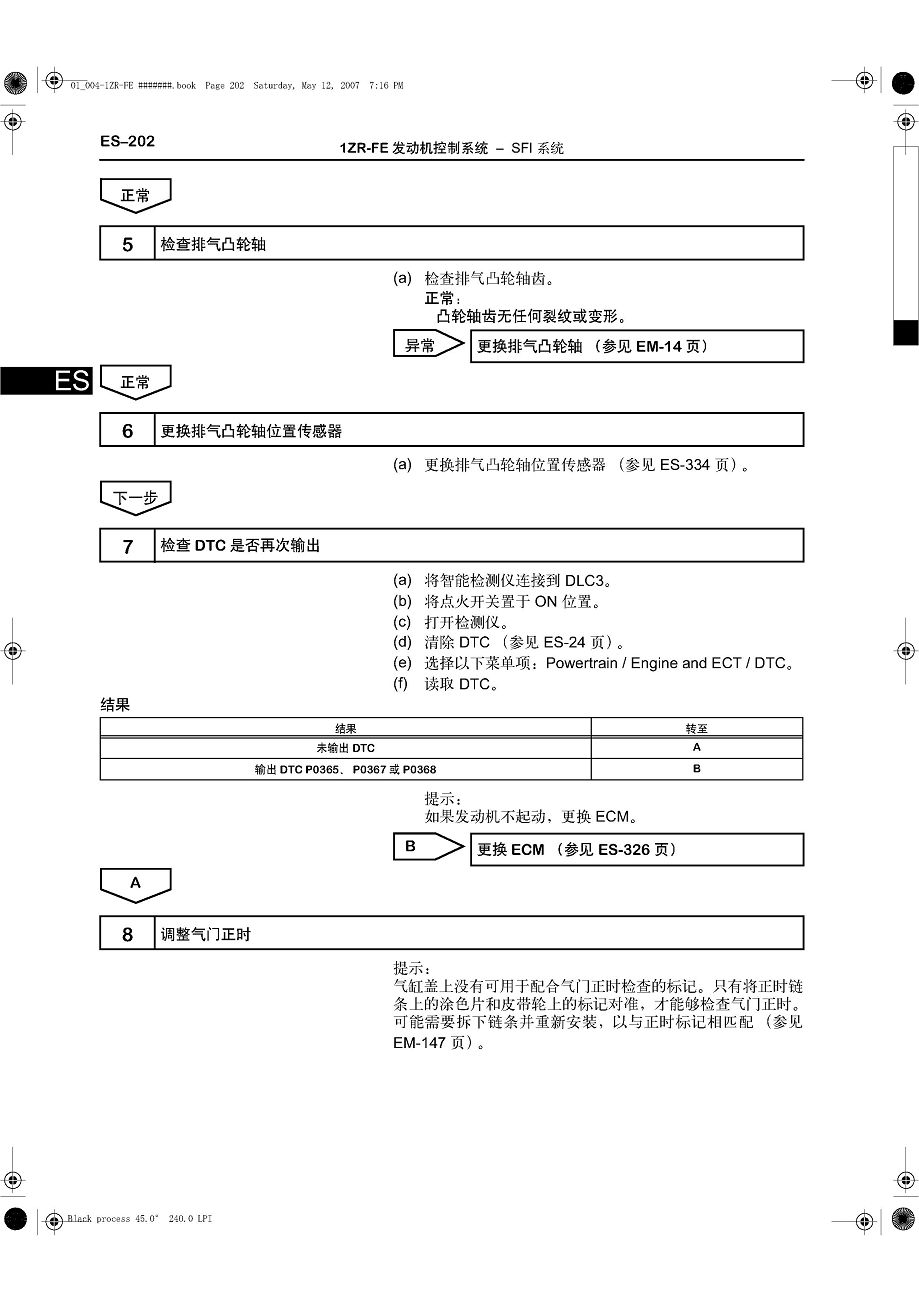 01_004-1ZR-FE #######.book Page 202 Saturday, May 12, 2007 7:16 PM
ES–202
1ZR-FE 发动机控制系统 – SFI 系统
正常
5 检查排气凸轮轴
(a) 检查排气凸轮轴齿。
正常：
凸轮轴齿无任何裂纹或变形。
异常 更换排气凸轮轴 （参见 EM-14 页）
ES
正常
6 更换排气凸轮轴位置传感器
(a) 更换排气凸轮轴位置传感器 （参见 ES-334 页）。
下一步
7 检查 DTC 是否再次输出
(a) 将智能检测仪连接到 DLC3。
(b) 将点火开关置于 ON 位置。
(c) 打开检测仪。
(d) 清除 DTC （参见 ES-24 页）。
(e) 选择以下菜单项：Powertrain / Engine and ECT / DTC。
(f) 读取 DTC。
结果
结果 转至
未输出 DTC A
输出 DTC P0365、 P0367 或 P0368 B
提示：
如果发动机不起动，更换 ECM。
B 更换 ECM （参见 ES-326 页）
A
8 调整气门正时
提示：
气缸盖上没有可用于配合气门正时检查的标记。只有将正时链
条上的涂色片和皮带轮上的标记对准，才能够检查气门正时。
可能需要拆下链条并重新安装，以与正时标记相匹配 （参见
EM-147 页）。
Black process 45.0° 240.0 LPI